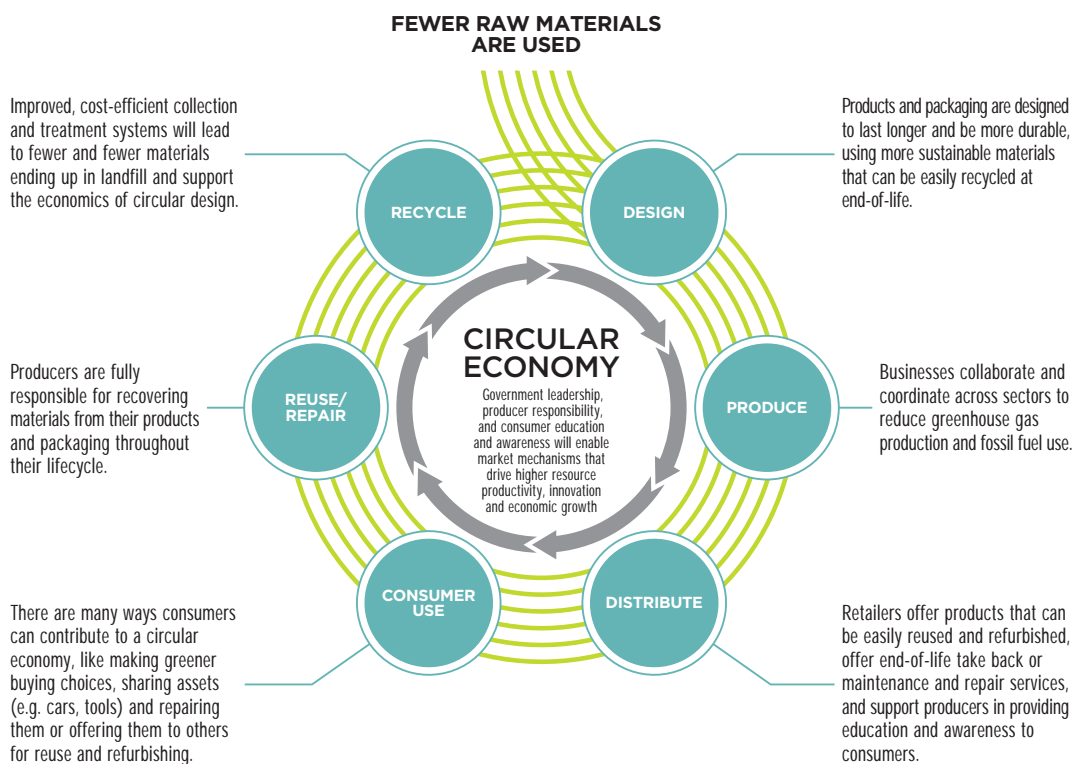 FEWER RAW MATERIALS
ARE USED
Improved, cost-efficient collection
and treatment systems will lead
to fewer and fewer materials
ending up in landfill and support
the economics of circular design.
Products and packaging are designed
to last longer and be more durable,
using more sustainable materials
that can be easily recycled at
end-of-life.
RECYCLE
DESIGN
CIRCULAR
ECONOMY
Government leadership,
producer responsibility,
and consumer education
and awareness will enable
market mechanisms that
drive higher resource
productivity, innovation
and economic growth
Producers are fully
responsible for recovering
materials from their products
and packaging throughout
their lifecycle.
REUSE/
REPAIR
PRODUCE
Businesses collaborate and
coordinate across sectors to
reduce greenhouse gas
production and fossil fuel use.
CONSUMER
USE
DISTRIBUTE
There are many ways consumers
can contribute to a circular
economy, like making greener
buying choices, sharing assets
(e.g. cars, tools) and repairing
them or offering them to others
for reuse and refurbishing.
Retailers offer products that can
be easily reused and refurbished,
offer end-of-life take back or
maintenance and repair services,
and support producers in providing
education and awareness to
consumers.